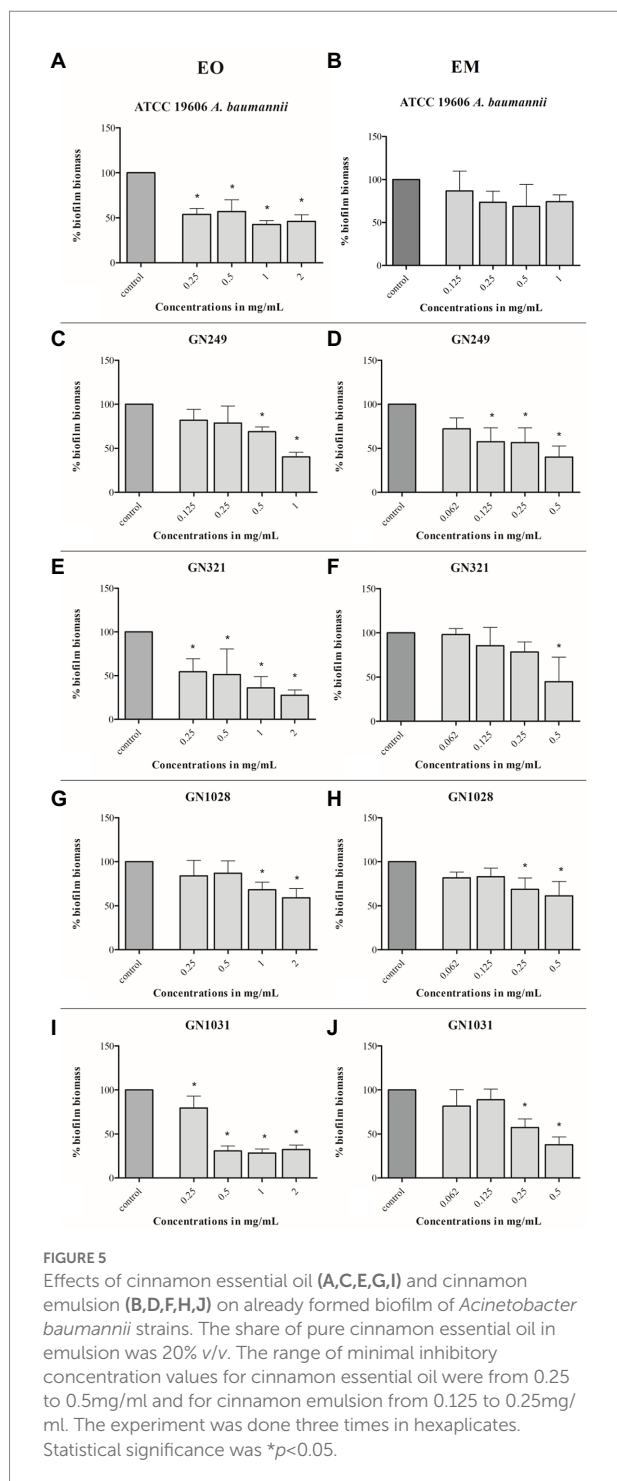 A
EO
B
EM
ATCC 19606 A. baumannii
ATCC 19606 A. baumannii
% biofilm biomass
150
100
50
0
control
0.25
0.5
1
2
Concentrations in mg/mL
% biofilm biomass
150
100
50
0
control
0.125
0.25
0.5
1
Concentrations in mg/mL
C
GN249
% biofilm biomass
150
100
50
0
control
0.125
0.25
0.5
1
Concentrations in mg/mL
D
GN249
% biofilm biomass
150
100
50
0
control
0.062
0.125
0.25
0.5
Concentrations in mg/mL
E
GN321
% biofilm biomass
150
100
50
0
conttrol
0.25
0.5
1
2
Concentrations in mg/mL
F
GN321
% biofilm biomass
150
100
50
0
control
0.062
0.125
0.25
0.5
Concentrations in mg/mL
G
GN1028
% biofilm biomass
150
100
50
0
control
0.25
0.5
1
2
Concentrations in mg/mL
H
GN1028
% biofilm biomass
150
100
50
0
control
0.062
0.125
0.25
0.5
Concentrations in mg/mL
I
GN1031
% biofilm biomass
150
100
50
0
control
0.25
0.5
1
2
Concentrations in mg/mL
J
GN1031
% biofilm biomass
150
100
50
0
control
0.062
0.125
0.25
0.5
Concentrations in mg/mL
FIGURE 5
Effects of cinnamon essential oil (A,C,E,G,I) and cinnamon
emulsion (B,D,F,H,J) on already formed biofilm of Acinetobacter
baumannii strains. The share of pure cinnamon essential oil in
emulsion was 20% v/v. The range of minimal inhibitory
concentration values for cinnamon essential oil were from 0.25
to 0.5mg/ml and for cinnamon emulsion from 0.125 to 0.25mg/
ml. The experiment was done three times in hexaplicates.
Statistical significance was *p<0.05.